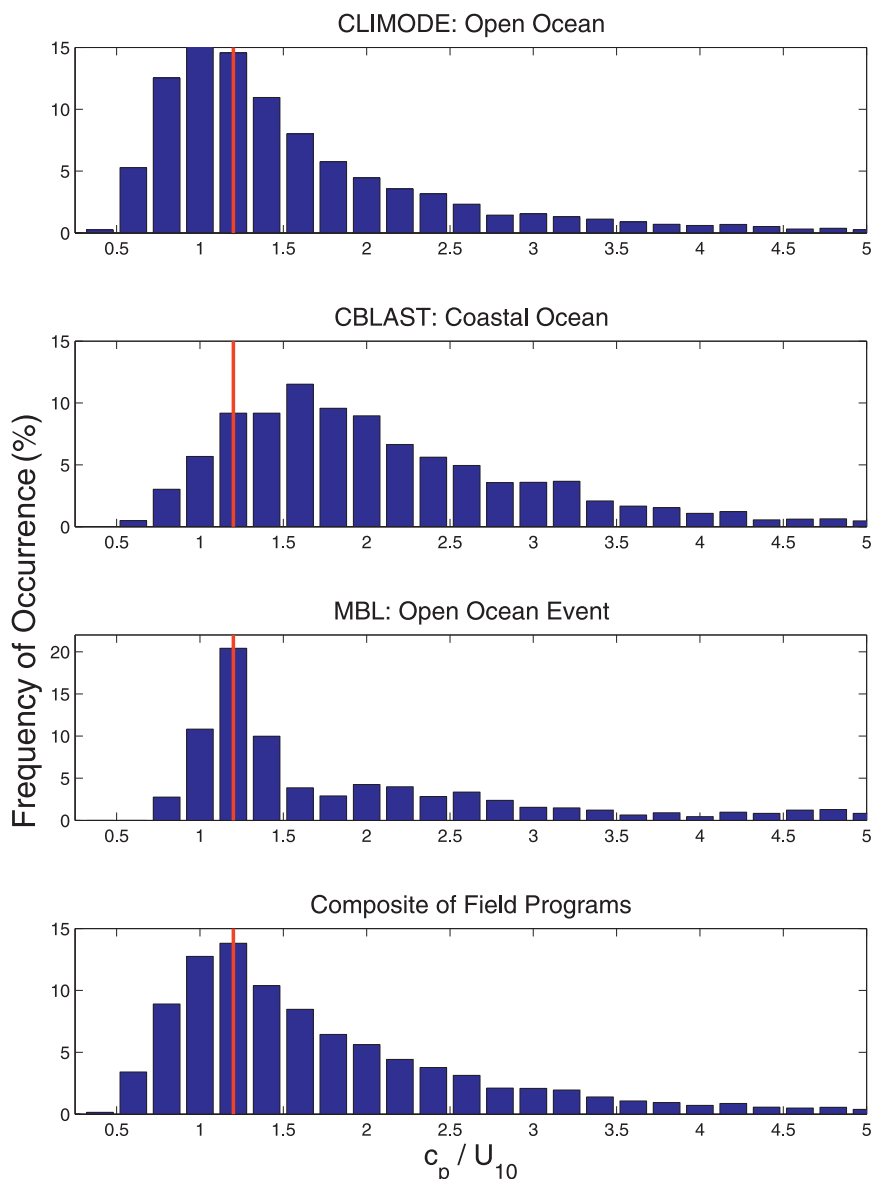 CLIMODE: Open Ocean
15
10
5
0
0.5 1 1.5 2 2.5 3 3.5 4 4.5 5
CBLAST: Coastal Ocean
15
10
5
0
0.5 1 1.5 2 2.5 3 3.5 4 4.5 5
Frequency of Occurrence (%)
MBL: Open Ocean Event
20
15
10
5
0
0.5 1 1.5 2 2.5 3 3.5 4 4.5 5
Composite of Field Programs
15
10
5
0
0.5 1 1.5 2 2.5 3 3.5 4 4.5 5
c_p / U_10